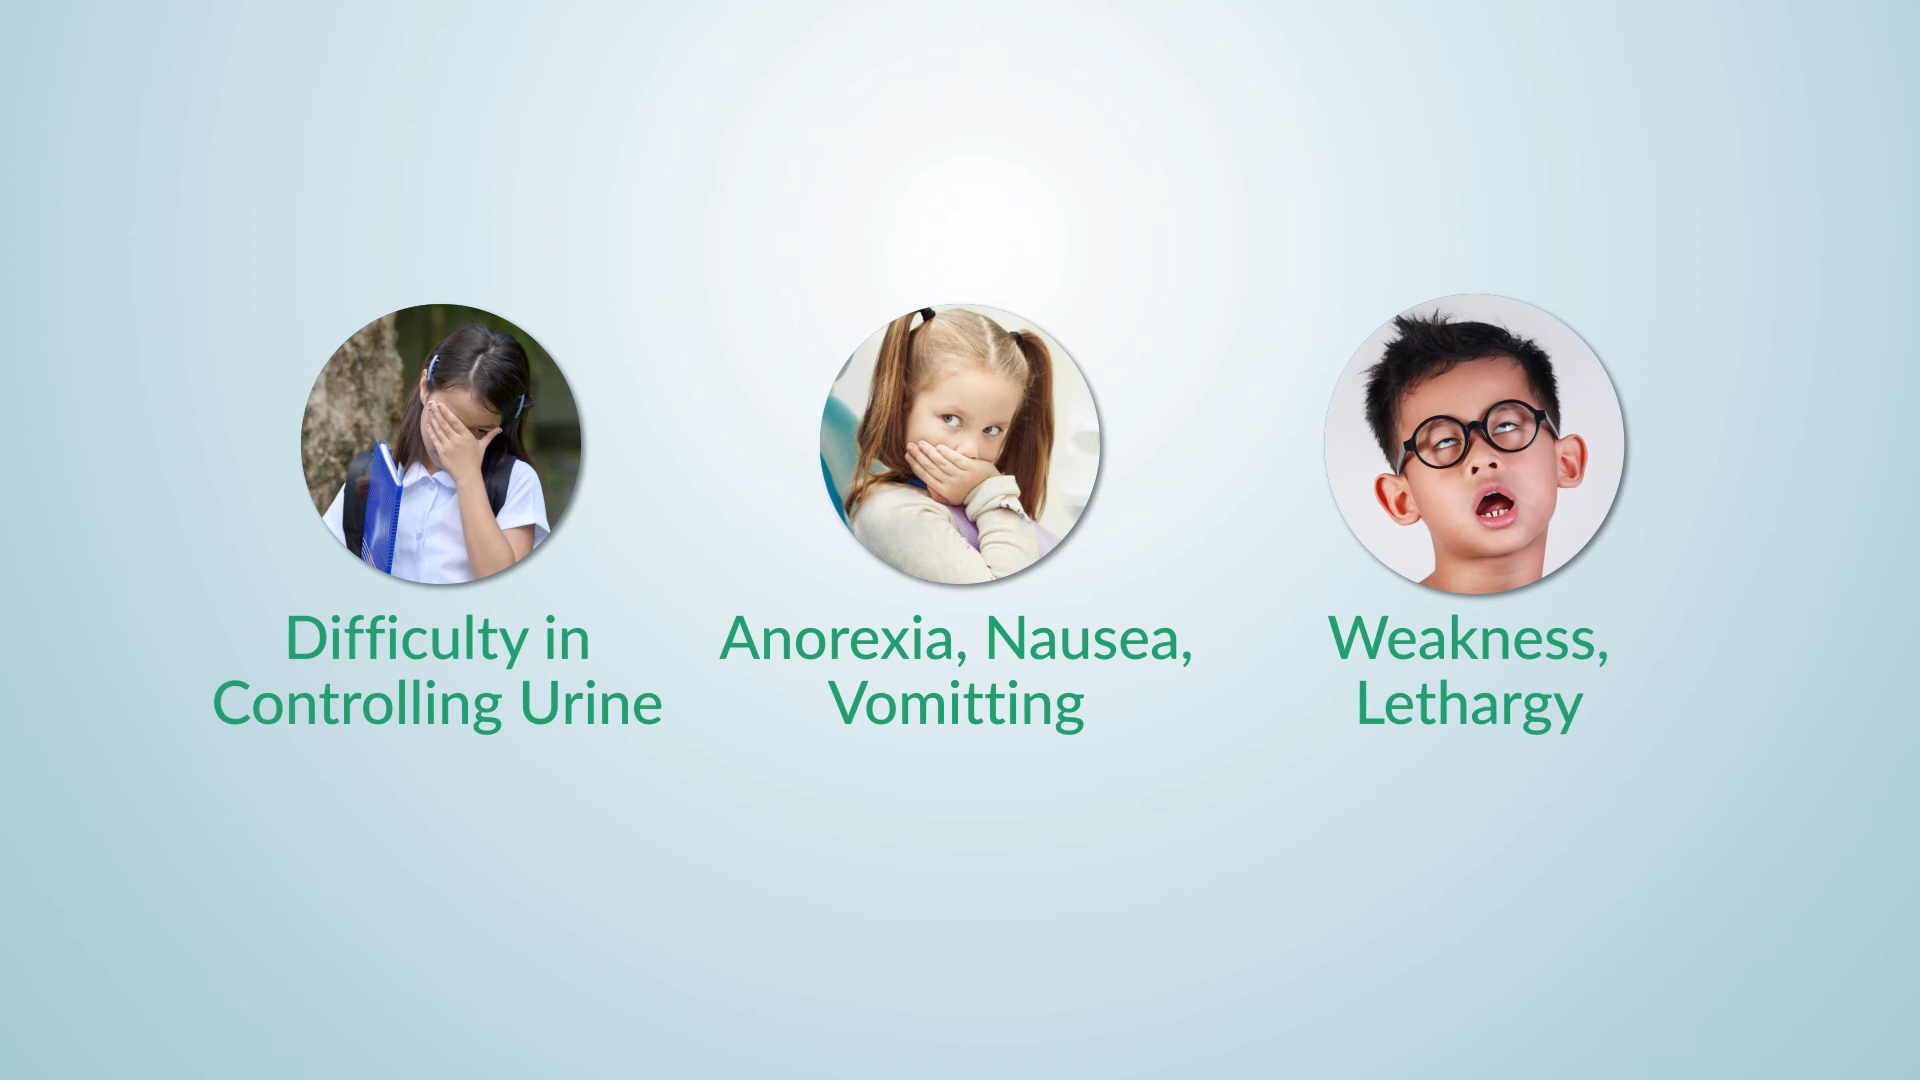 Difficulty in
Controlling Urine
Anorexia, Nausea,
Vomitting
Weakness,
Lethargy